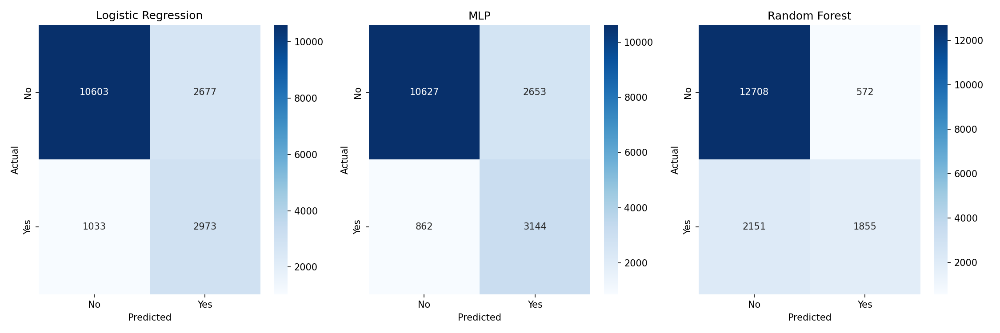 Logistic Regression
10000
8000
6000
4000
2000
10603 2677
1033 2973
No
Yes
Actual
No Yes
Predicted
MLP
10000
8000
6000
4000
2000
10627 2653
862 3144
No
Yes
Actual
No Yes
Predicted
Random Forest
12000
10000
8000
6000
4000
2000
12708 572
2151 1855
No
Yes
Actual
No Yes
Predicted